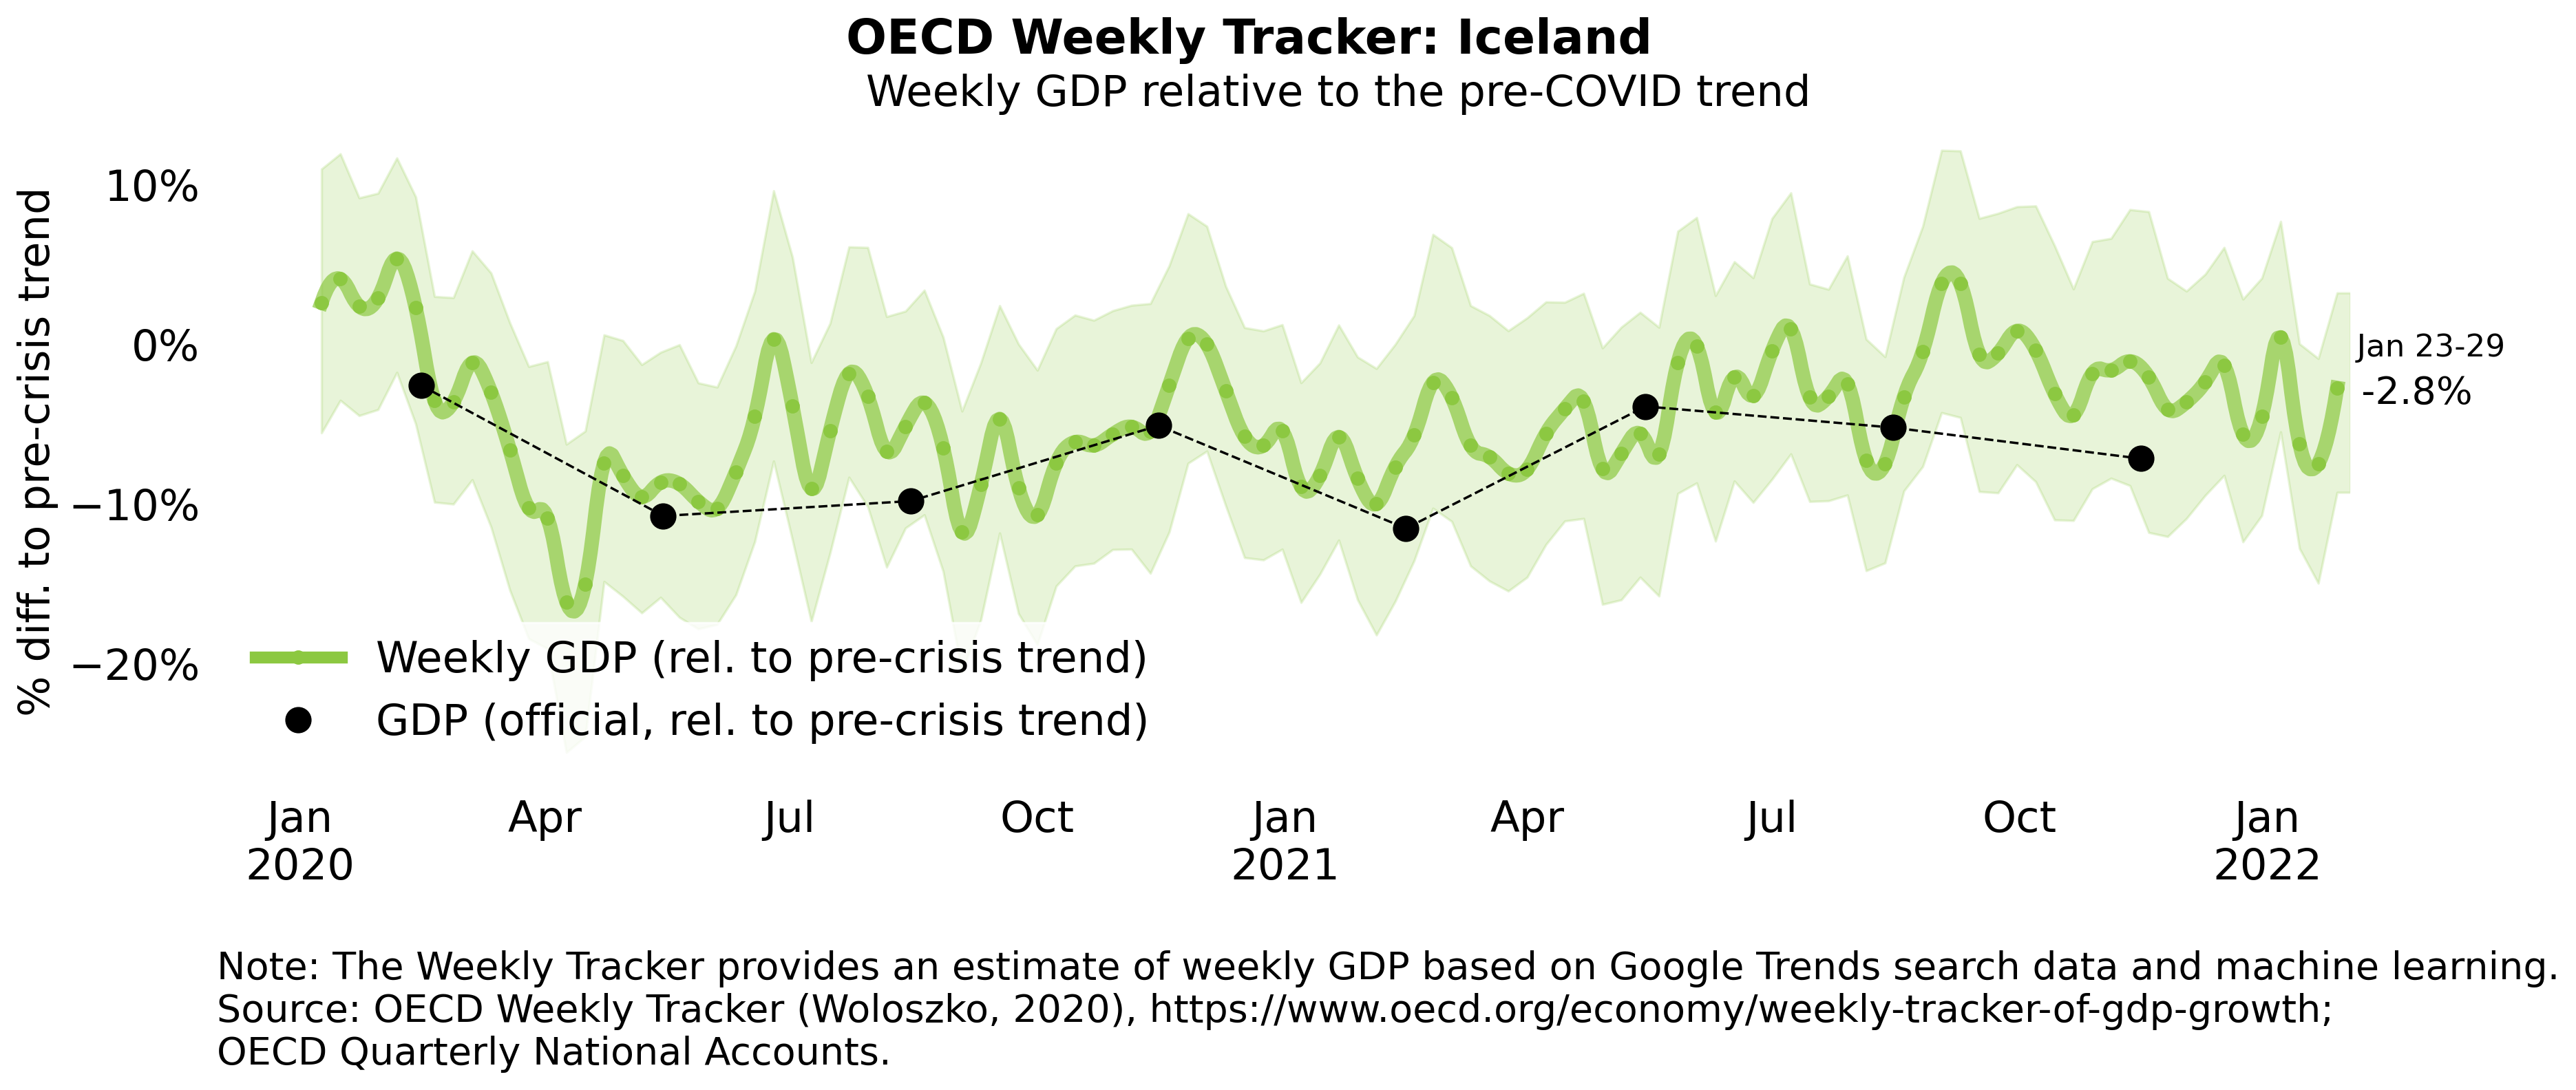 OECD Weekly Tracker: Iceland
Weekly GDP relative to the pre-COVID trend
% diff. to pre-crisis trend
10%
0%
−10%
−20%
Jan 23-29
-2.8%
Weekly GDP (rel. to pre-crisis trend)
GDP (official, rel. to pre-crisis trend)
Jan Apr Jul Oct Jan Apr Jul Oct Jan
2020 2021 2022
Note: The Weekly Tracker provides an estimate of weekly GDP based on Google Trends search data and machine learning.
Source: OECD Weekly Tracker (Woloszko, 2020), https://www.oecd.org/economy/weekly-tracker-of-gdp-growth;
OECD Quarterly National Accounts.